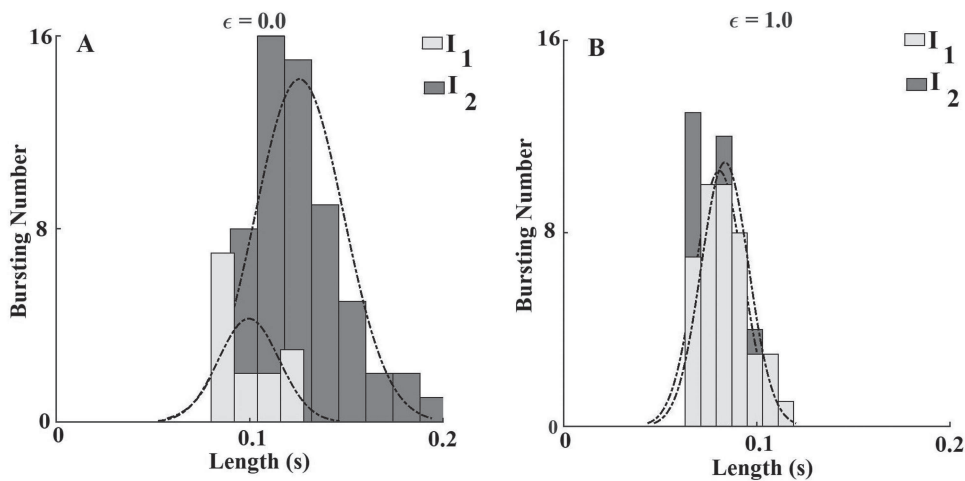 ϵ = 0.0
A
I 1
I 2
16
8
0
Bursting Number
0
0.1
0.2
Length (s)
ϵ = 1.0
B
I 1
I 2
16
8
0
Bursting Number
0
0.1
0.2
Length (s)